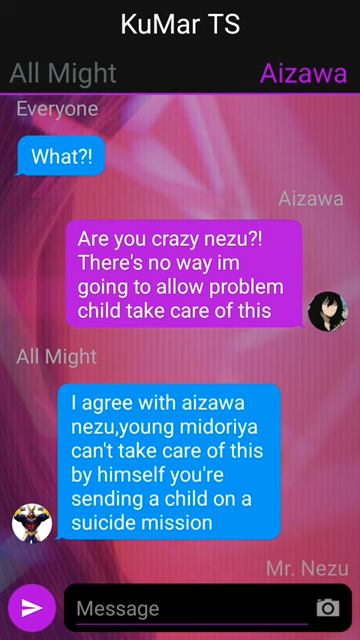 KuMar TS
All Might
Aizawa
Everyone
What?!
Aizawa
Are you crazy nezu?!
There's no way im
going to allow problem
child take care of this
All Might
I agree with aizawa
nezu,young midoriya
can't take care of this
by himself you're
sending a child on a
suicide mission
Mr. Nezu
Message